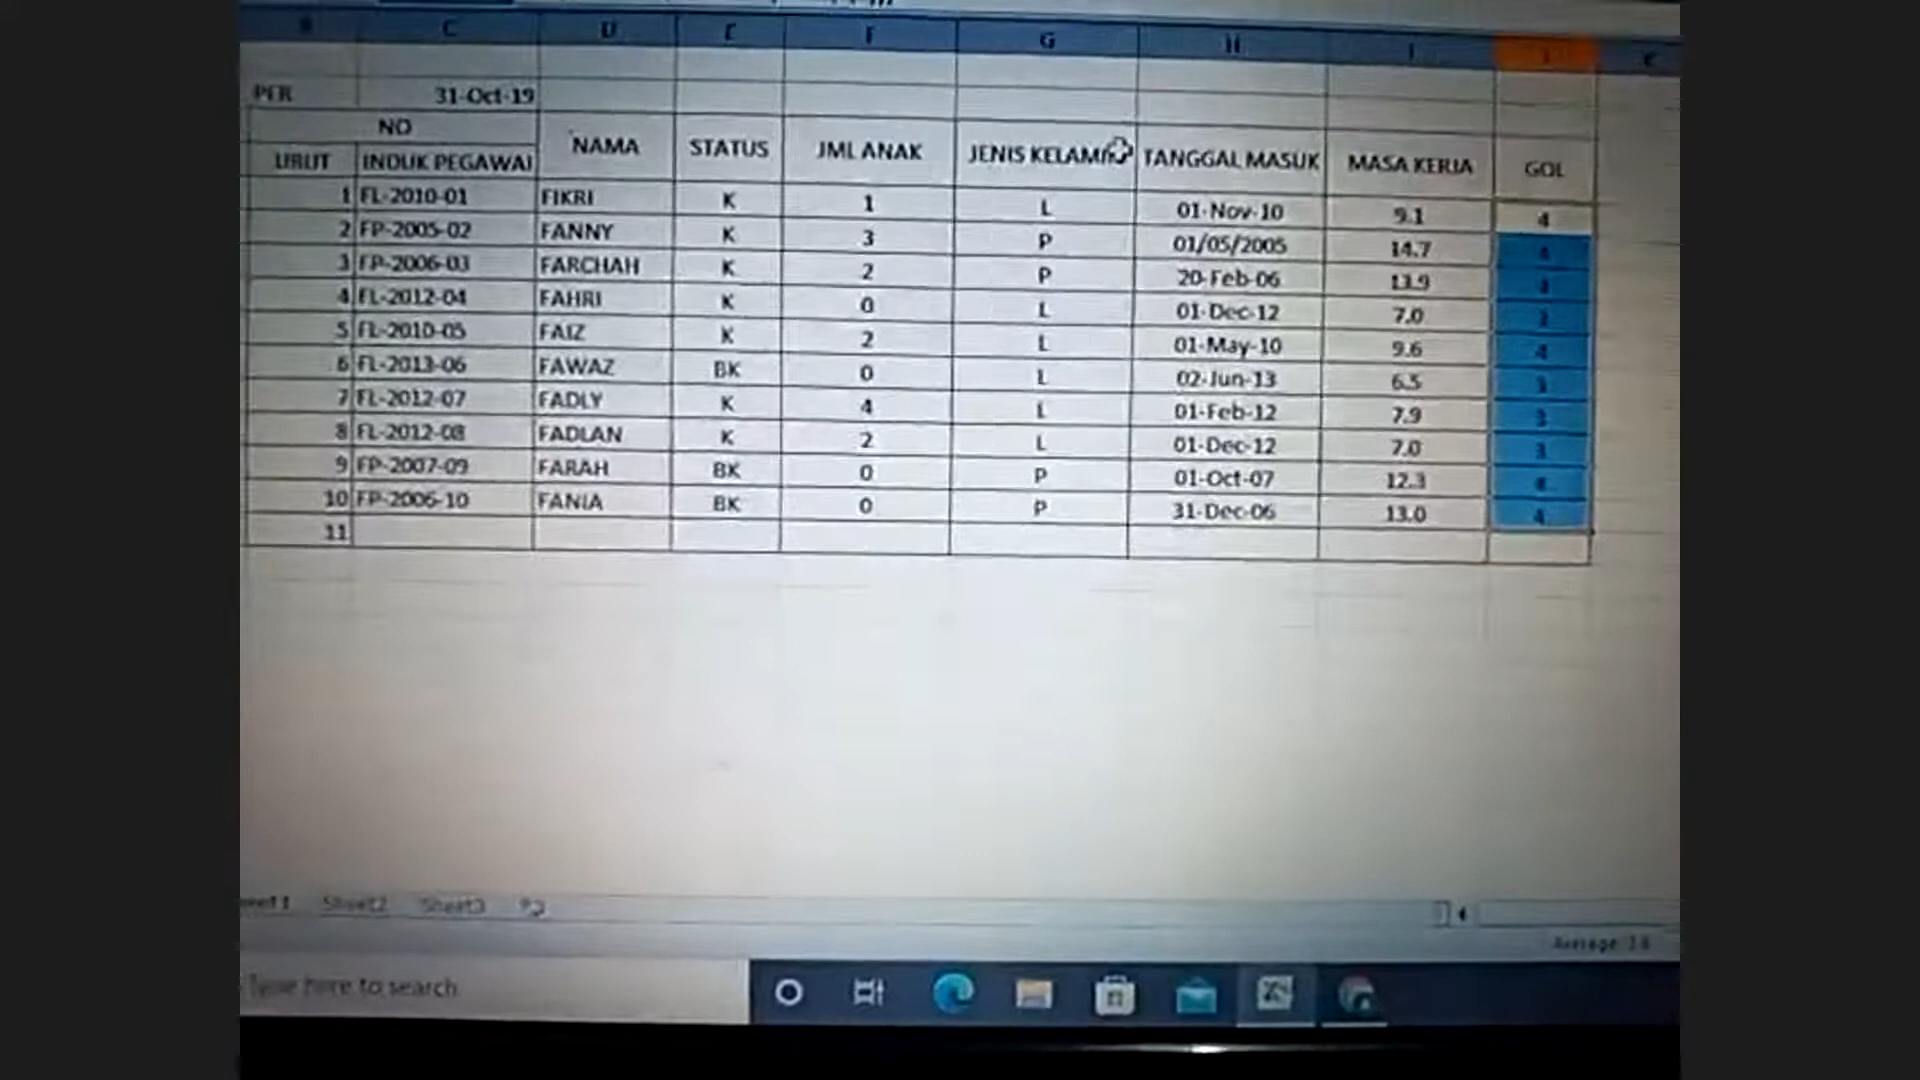 B C D E F G H I J K
PER 31-Oct-19
NO
URUT INDUK PEGAWAI NAMA STATUS JML ANAK JENIS KELAMIN TANGGAL MASUK MASA KERJA GOL
1 FL-2010-01 FIKRI K 1 L 01-Nov-10 9.1 4
2 FP-2005-02 FANNY K 3 P 01/05/2005 14.7 4
3 FP-2006-03 FARCHAH K 2 P 20-Feb-06 13.9
4 FL-2012-04 FAHRI K 0 L 01-Dec-12 7.0 3
5 FL-2010-05 FAIZ K 2 L 01-May-10 9.6 4
6 FL-2013-06 FAWAZ BK 0 L 02-Jun-13 6.5 3
7 FL-2012-07 FADLY K 4 L 01-Feb-12 7.9 3
8 FL-2012-08 FADLAN K 2 L 01-Dec-12 7.0 3
9 FP-2007-09 FARAH BK 0 P 01-Oct-07 12.3
10 FP-2006-10 FANIA BK 0 P 31-Dec-06 13.0 4
11
Sheet2 Sheet3
Type here to search